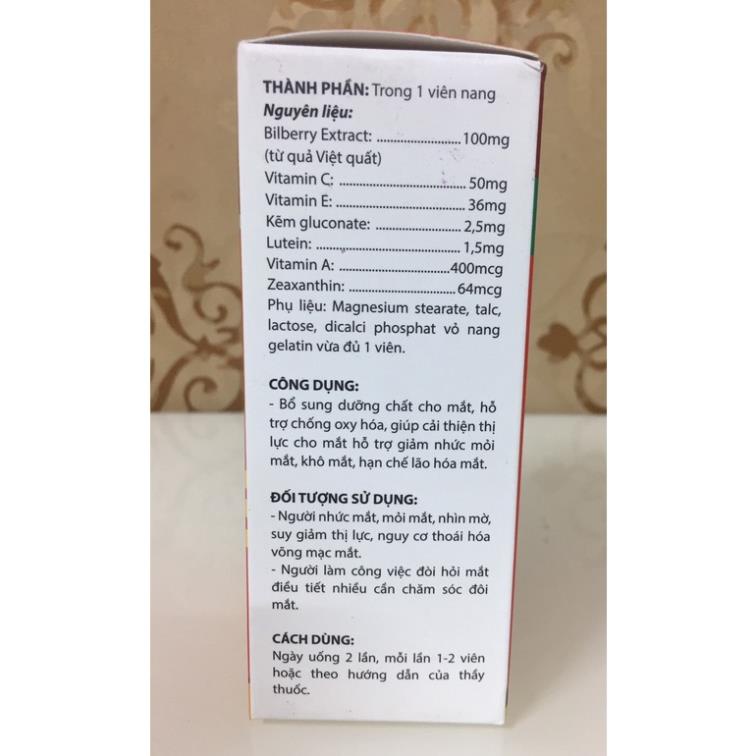 THÀNH PHẦN: Trong 1 viên nang
Nguyên liệu:
Bilberry Extract: ........................... 100mg
(từ quả Việt quất)
Vitamin C: ........................................ 50mg
Vitamin E: ........................................ 36mg
Kẽm gluconate: ........................... 2,5mg
Lutein: ............................................. 1,5mg
Vitamin A: ...................................400mcg
Zeaxanthin: .................................. 64mcg
Phụ liệu: Magnesium stearate, talc,
lactose, dicalci phosphat vỏ nang
gelatin vừa đủ 1 viên.
CÔNG DỤNG:
- Bổ sung dưỡng chất cho mắt, hỗ
trợ chống oxy hóa, giúp cải thiện thị
lực cho mắt hỗ trợ giảm nhức mỏi
mắt, khô mắt, hạn chế lão hóa mắt.
ĐỐI TƯỢNG SỬ DỤNG:
- Người nhức mắt, mỏi mắt, nhìn mờ,
suy giảm thị lực, nguy cơ thoái hóa
võng mạc mắt.
- Người làm công việc đòi hỏi mắt
điều tiết nhiều cần chăm sóc đôi
mắt.
CÁCH DÙNG:
Ngày uống 2 lần, mỗi lần 1-2 viên
hoặc theo hướng dẫn của thầy
thuốc.